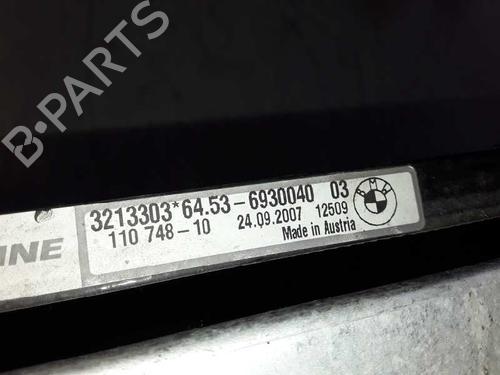 B-PARTS
3213303*64.53-6930040 03
110 748-10 24.09.2007 12509
Made in Austria
BMW
INE